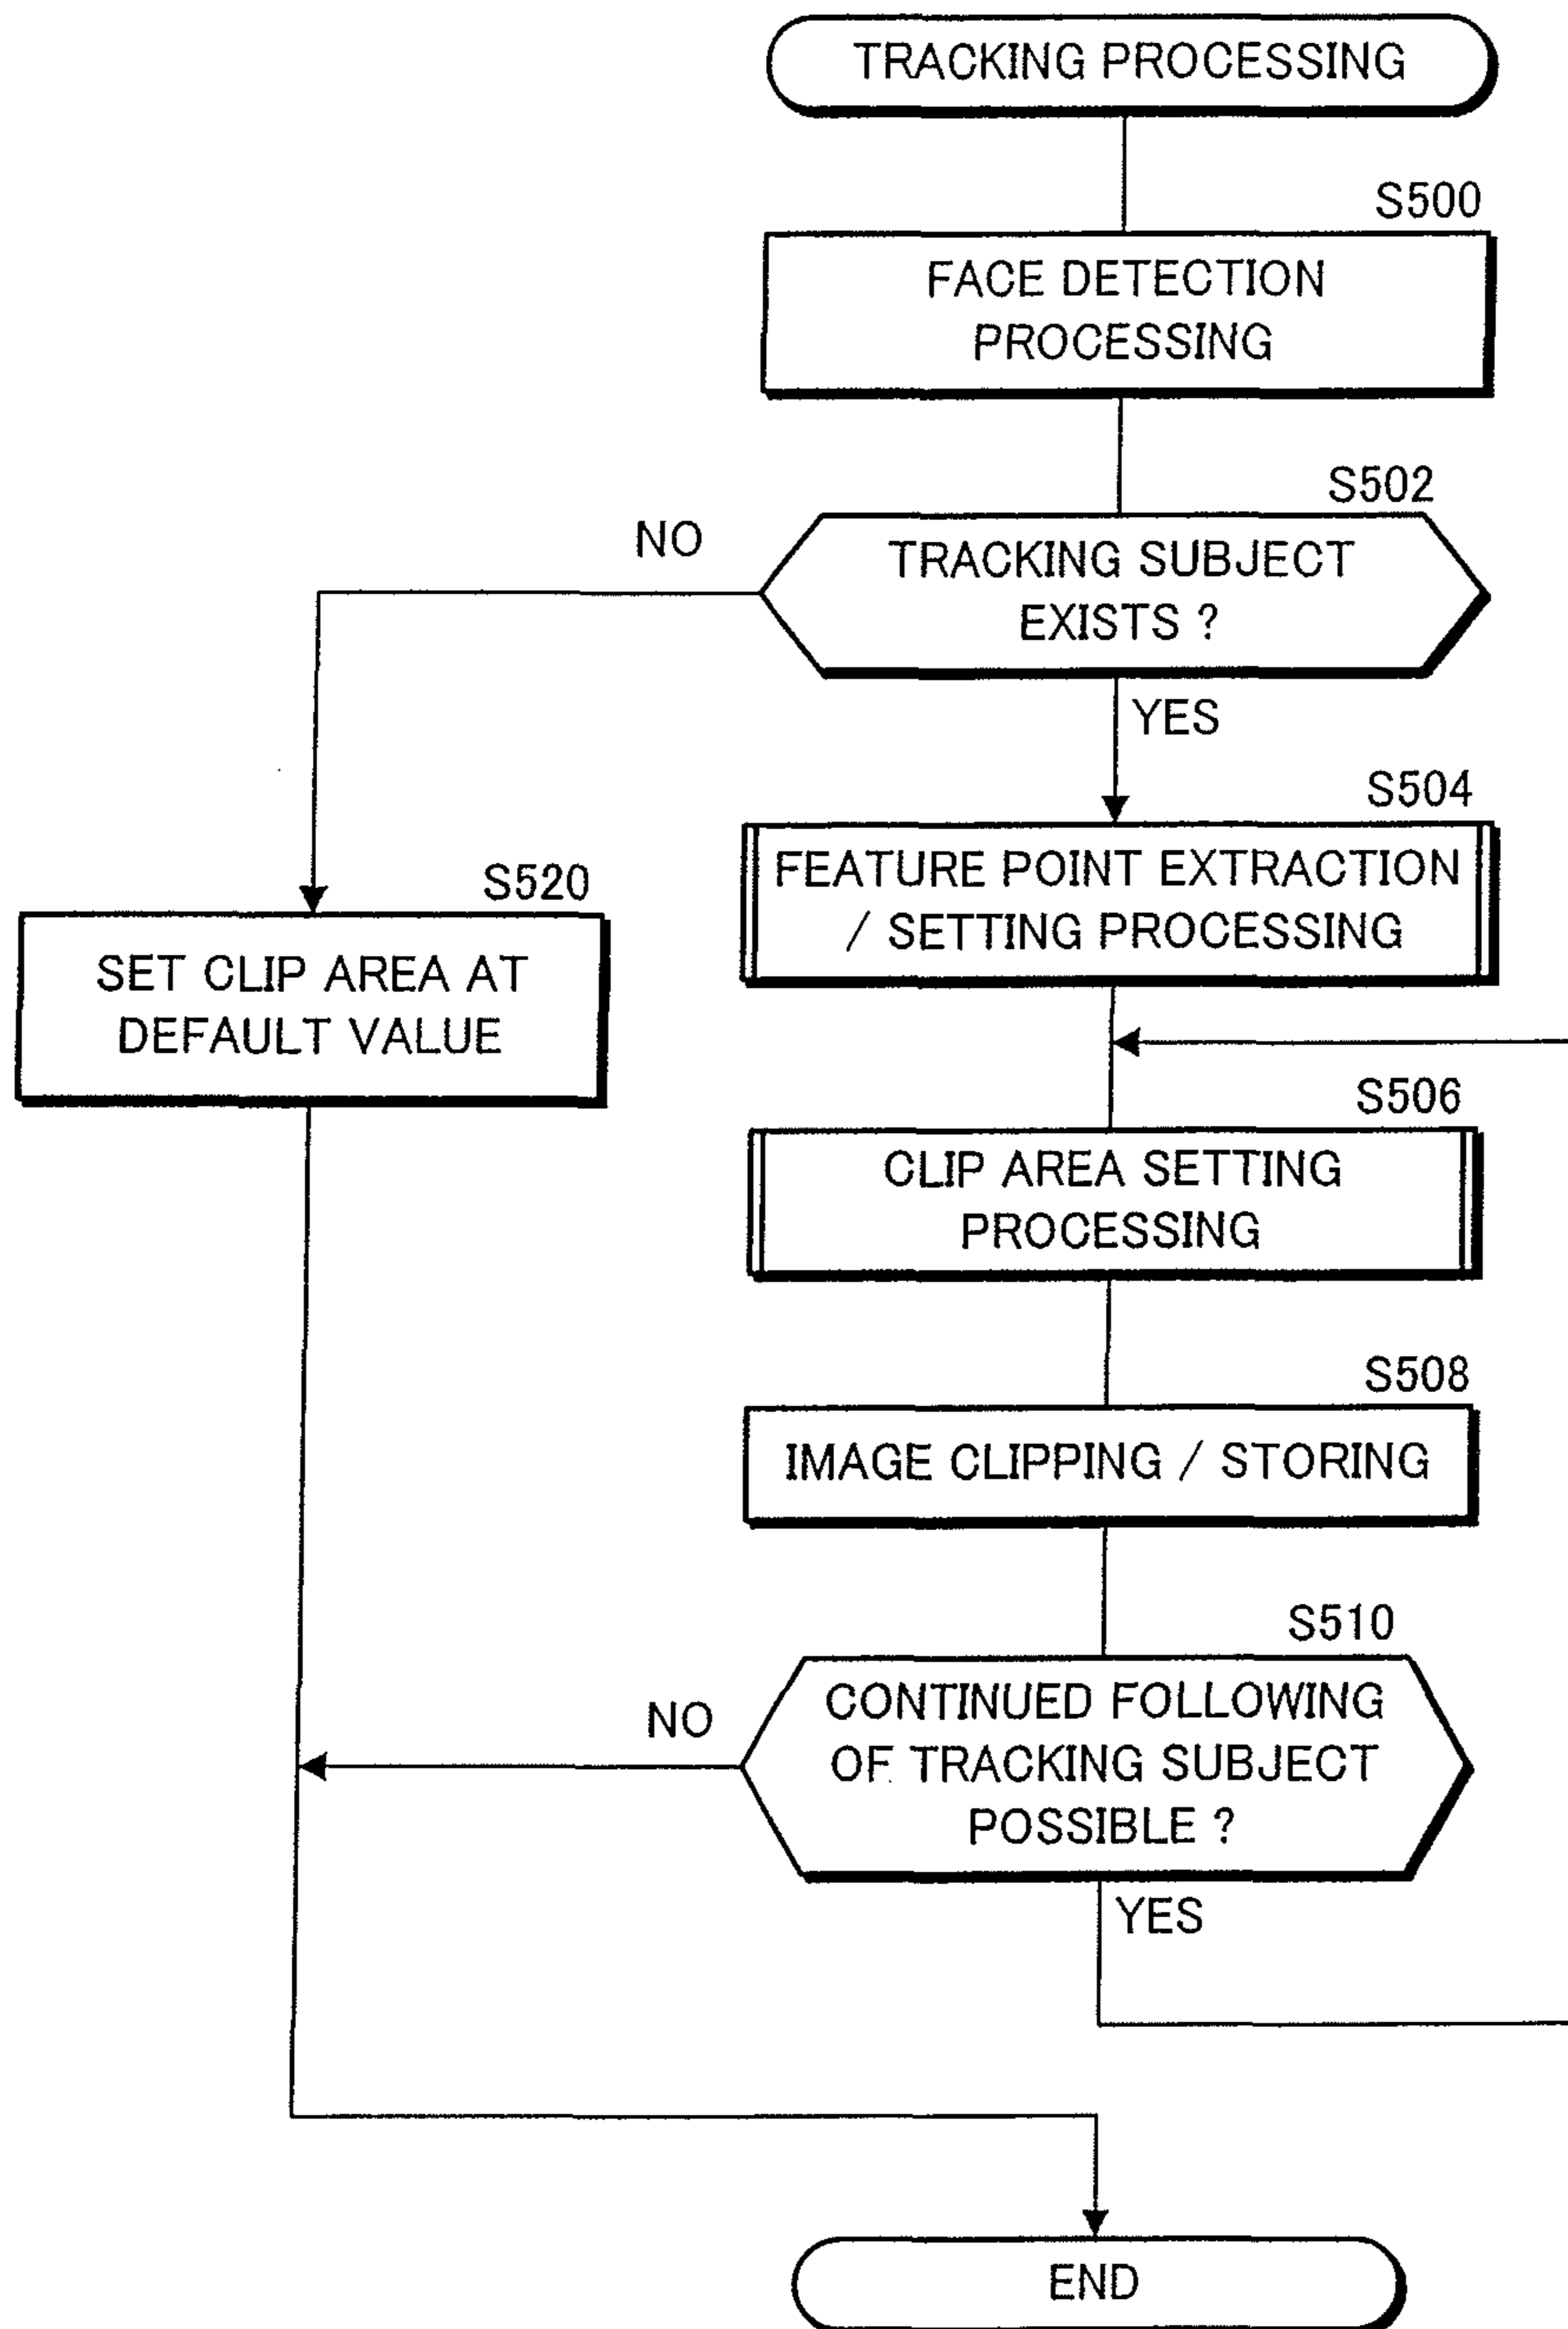 TRACKING PROCESSING
S500
FACE DETECTION
PROCESSING
S502
NO
TRACKING SUBJECT
EXISTS ?
YES
S504
FEATURE POINT EXTRACTION
/ SETTING PROCESSING
S520
SET CLIP AREA AT
DEFAULT VALUE
S506
CLIP AREA SETTING
PROCESSING
S508
IMAGE CLIPPING / STORING
S510
NO
CONTINUED FOLLOWING
OF TRACKING SUBJECT
POSSIBLE ?
YES
END